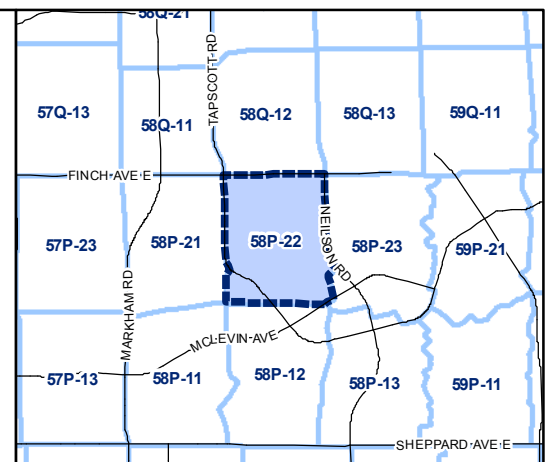 58Q-21
TAPSCOTT RD
57Q-13
58Q-11
58Q-12
58Q-13
59Q-11
FINCH AVE E
57P-23
58P-21
58P-22
NEILSON RD
58P-23
59P-21
MARKHAM RD
MCLEVIN AVE
57P-13
58P-11
58P-12
58P-13
59P-11
SHEPPARD AVE E